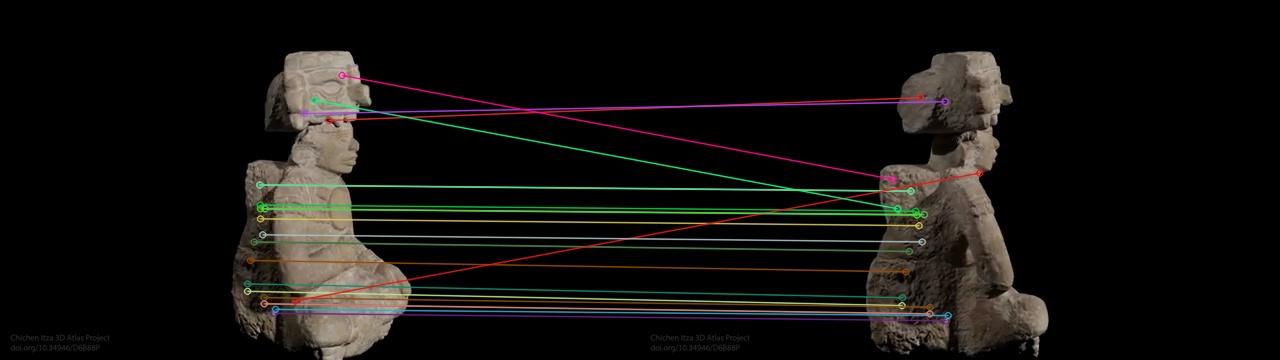 Chichen Itza 3D Atlas Project
doi.org/10.34946/D6B88P
Chichen Itza 3D Atlas Project
doi.org/10.34946/D6B88P